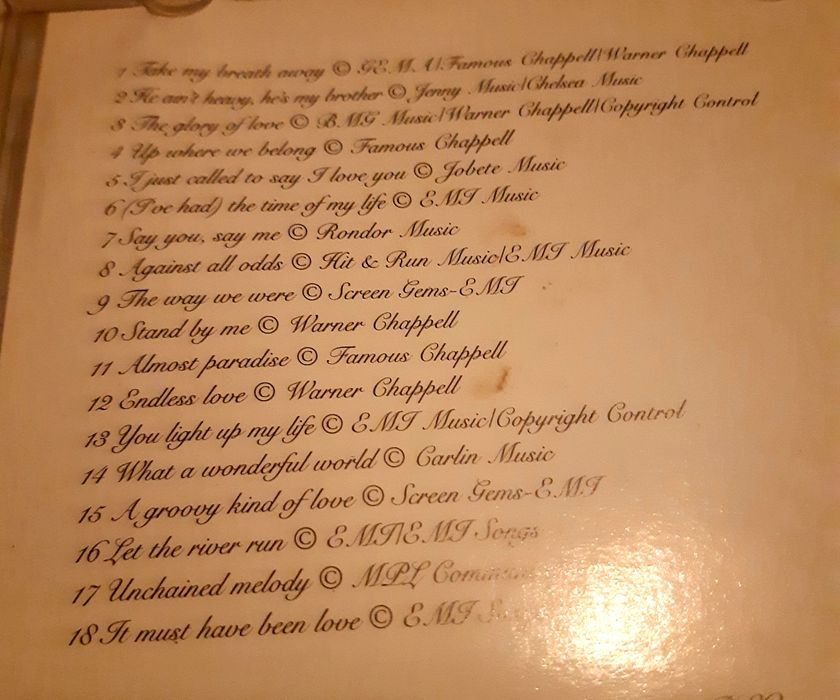 1 Take my breath away © GEMA/Famous Chappell/Warner Chappell
2 He ain't heavy, he's my brother © Jenny Music/Chelsea Music
3 The glory of love © BMG Music/Warner Chappell/Copyright Control
4 Up where we belong © Famous Chappell
5 I just called to say I love you © Jobete Music
6 (I've had) the time of my life © EMI Music
7 Say you, say me © Rondor Music
8 Against all odds © Hit & Run Music/EMI Music
9 The way we were © Screen Gems-EMI
10 Stand by me © Warner Chappell
11 Almost paradise © Famous Chappell
12 Endless love © Warner Chappell
13 You light up my life © EMI Music/Copyright Control
14 What a wonderful world © Carlin Music
15 A groovy kind of love © Screen Gems-EMI
16 Let the river run © EMI/EMI Songs
17 Unchained melody © MPL
18 It must have been love © EMI